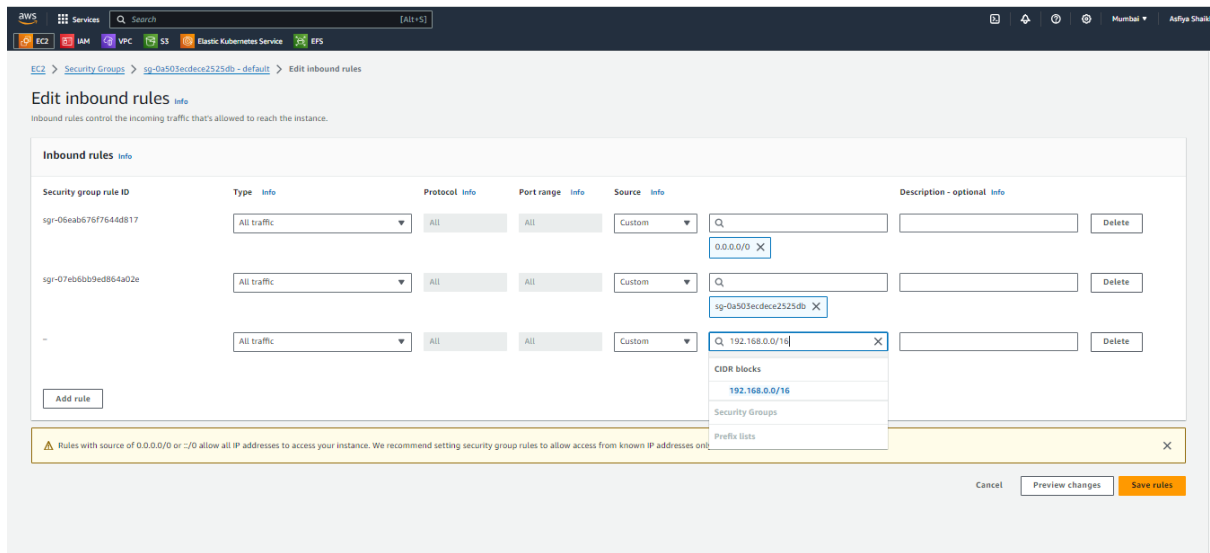 aws Services Search [Alt+S] Mumbai ▼ Asfiya Shaikh
EC2 IAM VPC S3 Elastic Kubernetes Service EFS
EC2 > Security Groups > sg-0a503ecdece2525db - default > Edit inbound rules
Edit inbound rules Info
Inbound rules control the incoming traffic that's allowed to reach the instance.
Inbound rules Info
Security group rule ID Type Info Protocol Info Port range Info Source Info Description - optional Info
sgr-06eab676f7644d817 All traffic All All Custom Delete
0.0.0.0/0
sgr-07eb6bb9ed864a02e All traffic All All Custom Delete
sg-0a503ecdece2525db
– All traffic All All Custom 192.168.0.0/16 Delete
CIDR blocks
192.168.0.0/16
Add rule
Security Groups
Prefix lists
Rules with source of 0.0.0.0/0 or ::/0 allow all IP addresses to access your instance. We recommend setting security group rules to allow access from known IP addresses only
Cancel Preview changes Save rules